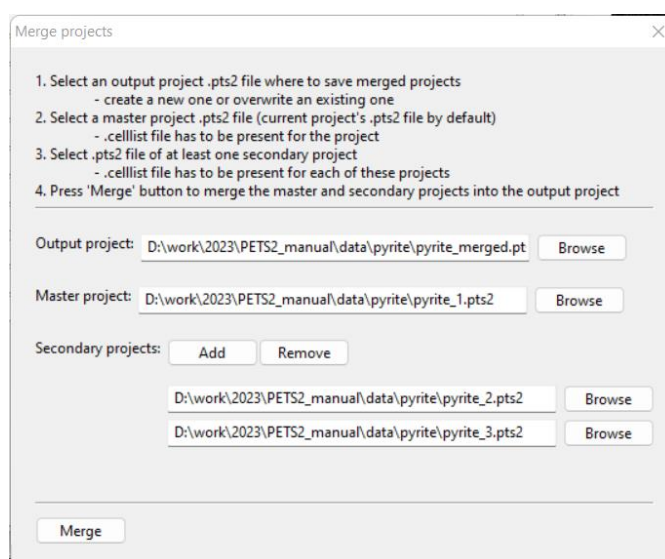 Merge projects
1. Select an output project .pts2 file where to save merged projects
- create a new one or overwrite an existing one
2. Select a master project .pts2 file (current project's .pts2 file by default)
- .celllist file has to be present for the project
3. Select .pts2 file of at least one secondary project
- .celllist file has to be present for each of these projects
4. Press 'Merge' button to merge the master and secondary projects into the output project
Output project: D:\work\2023\PETS2_manual\data\pyrite\pyrite_merged.pt Browse
Master project: D:\work\2023\PETS2_manual\data\pyrite\pyrite_1.pts2 Browse
Secondary projects: Add Remove
D:\work\2023\PETS2_manual\data\pyrite\pyrite_2.pts2 Browse
D:\work\2023\PETS2_manual\data\pyrite\pyrite_3.pts2 Browse
Merge